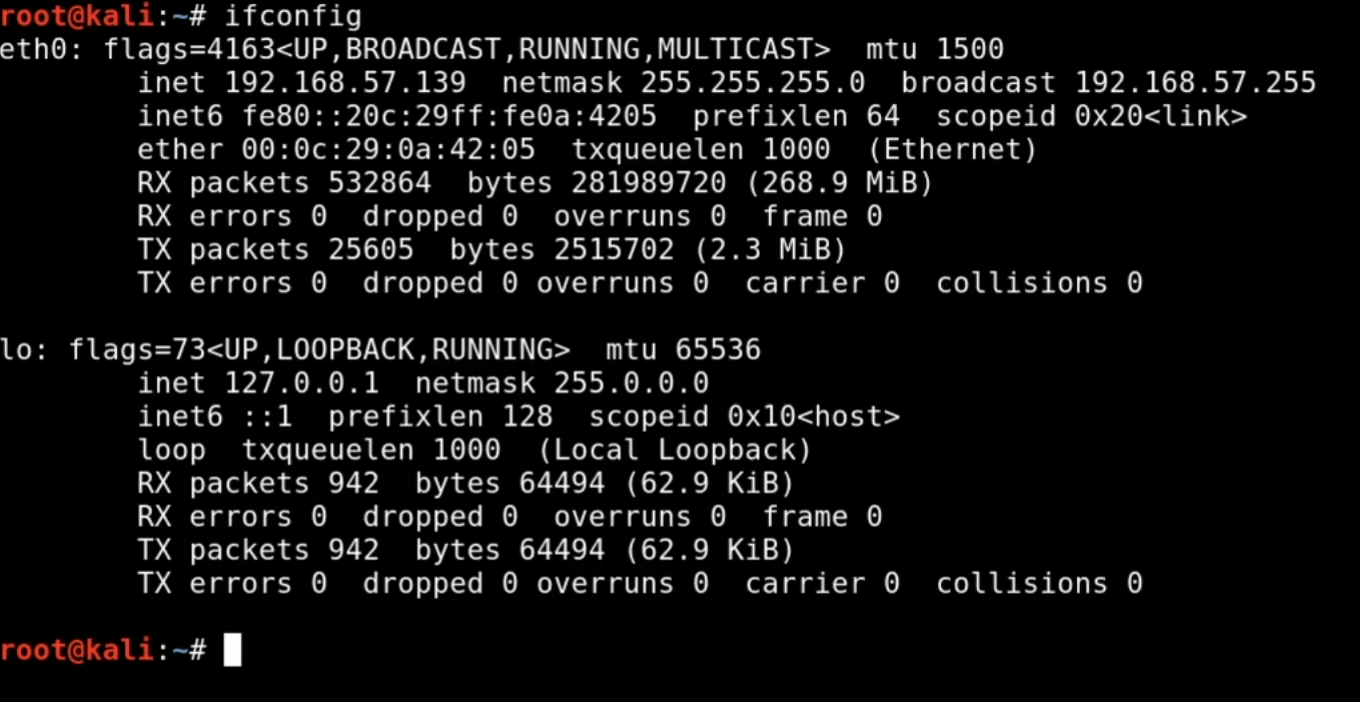 root@kali:~# ifconfig
eth0: flags=4163<UP,BROADCAST,RUNNING,MULTICAST>  mtu 1500
        inet 192.168.57.139  netmask 255.255.255.0  broadcast 192.168.57.255
        inet6 fe80::20c:29ff:fe0a:4205  prefixlen 64  scopeid 0x20<link>
        ether 00:0c:29:0a:42:05  txqueuelen 1000  (Ethernet)
        RX packets 532864  bytes 281989720 (268.9 MiB)
        RX errors 0  dropped 0  overruns 0  frame 0
        TX packets 25605  bytes 2515702 (2.3 MiB)
        TX errors 0  dropped 0 overruns 0  carrier 0  collisions 0

lo: flags=73<UP,LOOPBACK,RUNNING>  mtu 65536
        inet 127.0.0.1  netmask 255.0.0.0
        inet6 ::1  prefixlen 128  scopeid 0x10<host>
        loop  txqueuelen 1000  (Local Loopback)
        RX packets 942  bytes 64494 (62.9 KiB)
        RX errors 0  dropped 0  overruns 0  frame 0
        TX packets 942  bytes 64494 (62.9 KiB)
        TX errors 0  dropped 0 overruns 0  carrier 0  collisions 0

root@kali:~#